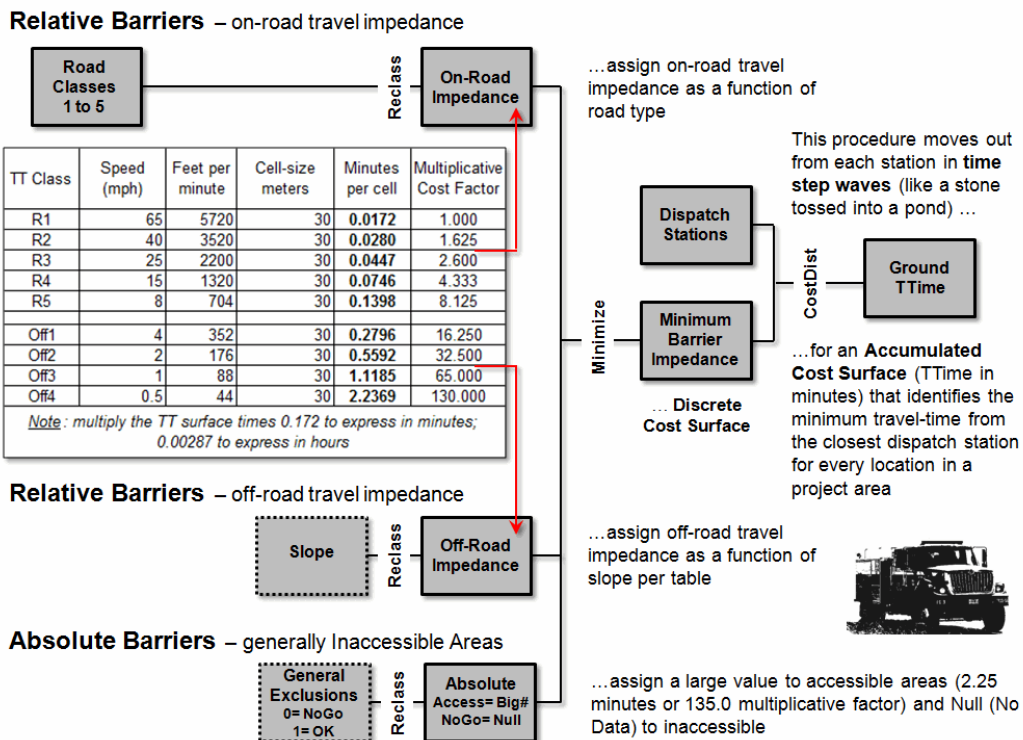 Relative Barriers – on-road travel impedance
Road
Classes
1 to 5
Reclass
On-Road
Impedance
…assign on-road travel
impedance as a function of
road type
TT Class Speed (mph) Feet per minute Cell-size meters Minutes per cell Multiplicative Cost Factor
R1 65 5720 30 0.0172 1.000
R2 40 3520 30 0.0280 1.625
R3 25 2200 30 0.0447 2.600
R4 15 1320 30 0.0746 4.333
R5 8 704 30 0.1398 8.125
Off1 4 352 30 0.2796 16.250
Off2 2 176 30 0.5592 32.500
Off3 1 88 30 1.1185 65.000
Off4 0.5 44 30 2.2369 130.000
Note: multiply the TT surface times 0.172 to express in minutes;
0.00287 to express in hours
Minimize
This procedure moves out
from each station in time
step waves (like a stone
tossed into a pond) …
Dispatch
Stations
Minimum
Barrier
Impedance
… Discrete
Cost Surface
CostDist
Ground
TTime
…for an Accumulated
Cost Surface (TTime in
minutes) that identifies the
minimum travel-time from
the closest dispatch station
for every location in a
project area
Relative Barriers – off-road travel impedance
Slope
Reclass
Off-Road
Impedance
…assign off-road travel
impedance as a function of
slope per table
Absolute Barriers – generally Inaccessible Areas
General
Exclusions
0= NoGo
1= OK
Reclass
Absolute
Access= Big#
NoGo= Null
…assign a large value to accessible areas (2.25
minutes or 135.0 multiplicative factor) and Null (No
Data) to inaccessible